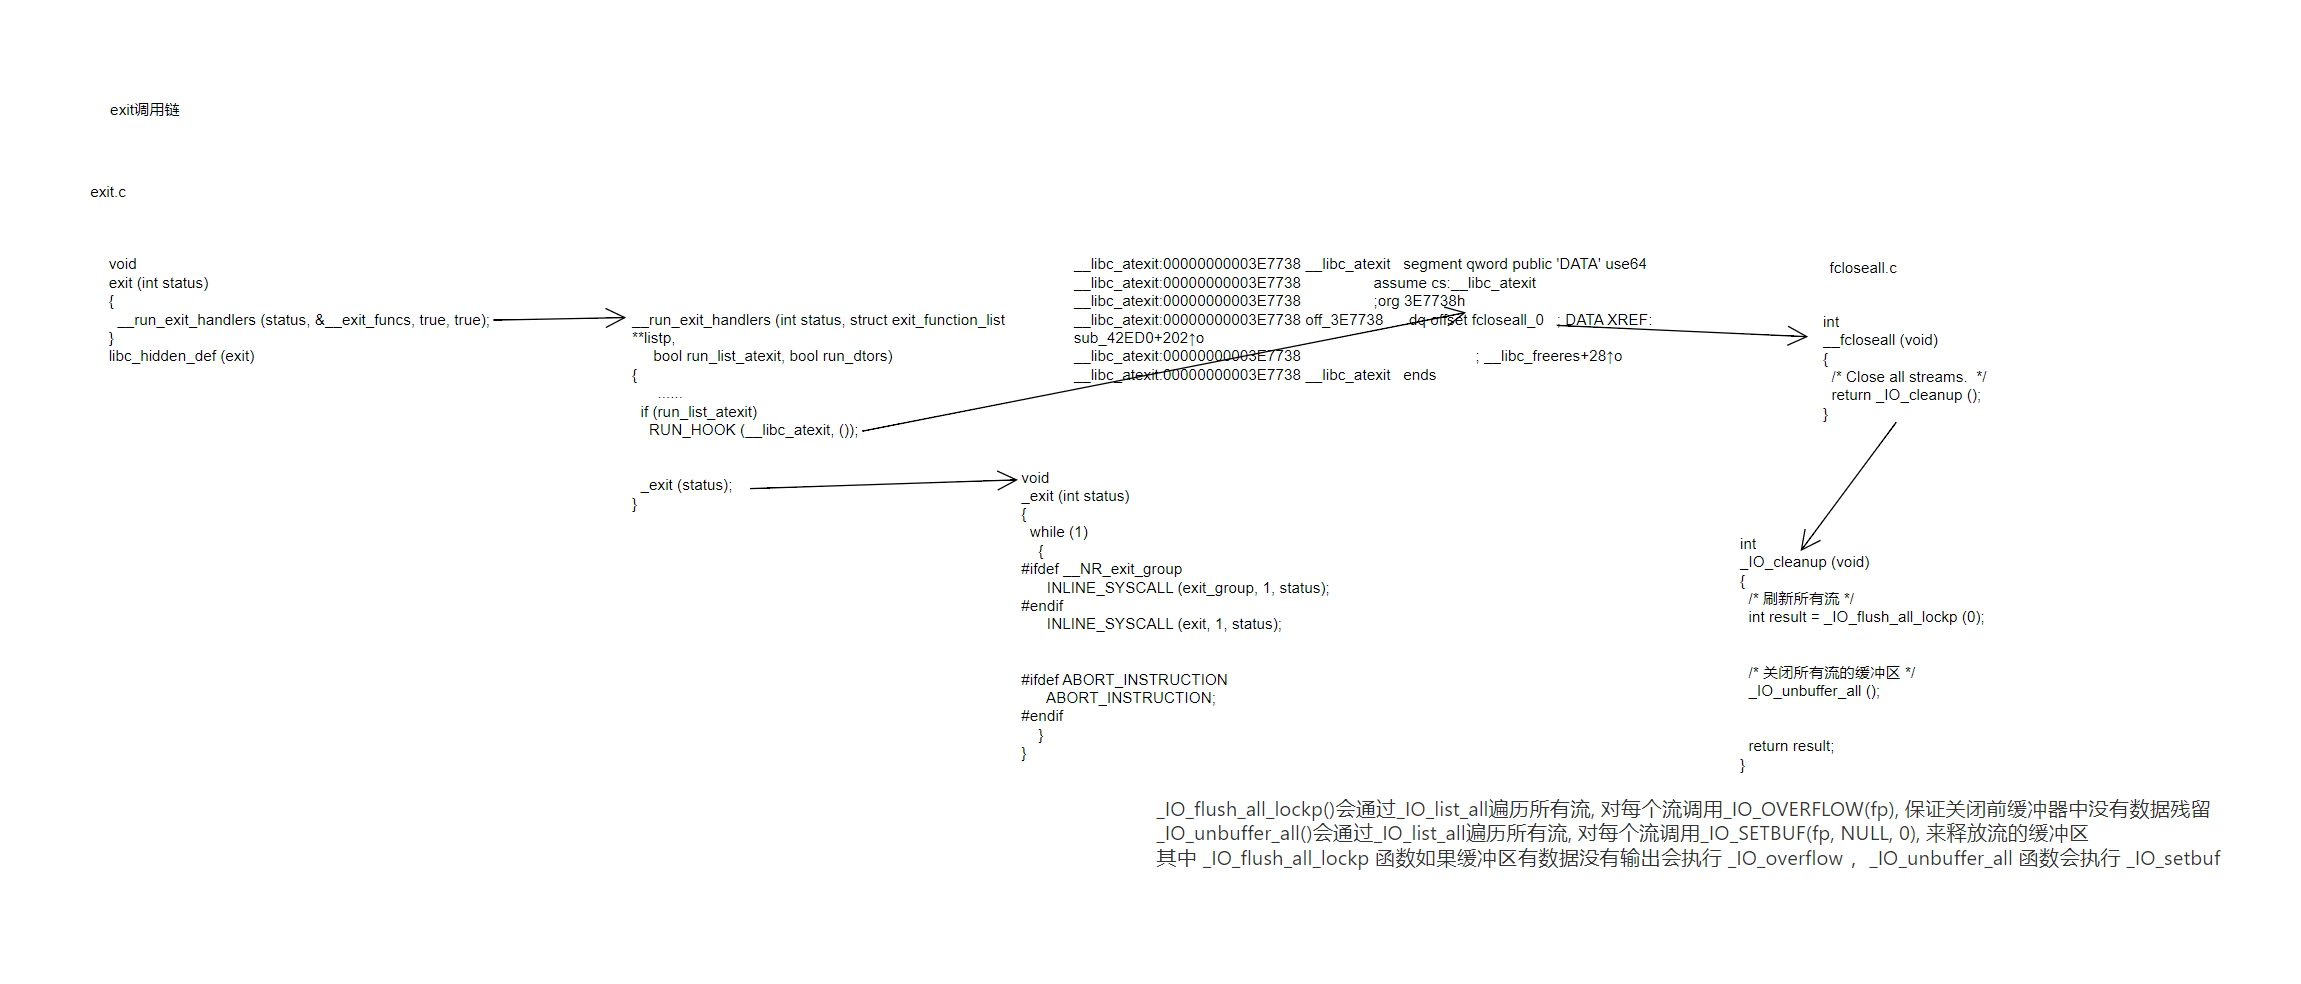 exit调用链
exit.c
void
exit (int status)
{
  __run_exit_handlers (status, &__exit_funcs, true, true);
}
libc_hidden_def (exit)
__run_exit_handlers (int status, struct exit_function_list
**listp,
     bool run_list_atexit, bool run_dtors)
{
      ......
  if (run_list_atexit)
    RUN_HOOK (__libc_atexit, ());
  _exit (status);
}
__libc_atexit:00000000003E7738 __libc_atexit   segment qword public 'DATA' use64
__libc_atexit:00000000003E7738                 assume cs:__libc_atexit
__libc_atexit:00000000003E7738                 ;org 3E7738h
__libc_atexit:00000000003E7738 off_3E7738      dq offset fcloseall_0   ; DATA XREF:
sub_42ED0+202↑o
__libc_atexit:00000000003E7738                                         ; __libc_freeres+28↑o
__libc_atexit:00000000003E7738 __libc_atexit   ends
void
_exit (int status)
{
  while (1)
    {
#ifdef __NR_exit_group
      INLINE_SYSCALL (exit_group, 1, status);
#endif
      INLINE_SYSCALL (exit, 1, status);
#ifdef ABORT_INSTRUCTION
      ABORT_INSTRUCTION;
#endif
    }
}
fcloseall.c
int
__fcloseall (void)
{
  /* Close all streams.  */
  return _IO_cleanup ();
}
int
_IO_cleanup (void)
{
  /* 刷新所有流 */
  int result = _IO_flush_all_lockp (0);
  /* 关闭所有流的缓冲区 */
  _IO_unbuffer_all ();
  return result;
}
_IO_flush_all_lockp()会通过_IO_list_all遍历所有流, 对每个流调用_IO_OVERFLOW(fp), 保证关闭前缓冲器中没有数据残留
_IO_unbuffer_all()会通过_IO_list_all遍历所有流, 对每个流调用_IO_SETBUF(fp, NULL, 0), 来释放流的缓冲区
其中 _IO_flush_all_lockp 函数如果缓冲区有数据没有输出会执行 _IO_overflow ，_IO_unbuffer_all 函数会执行 _IO_setbuf